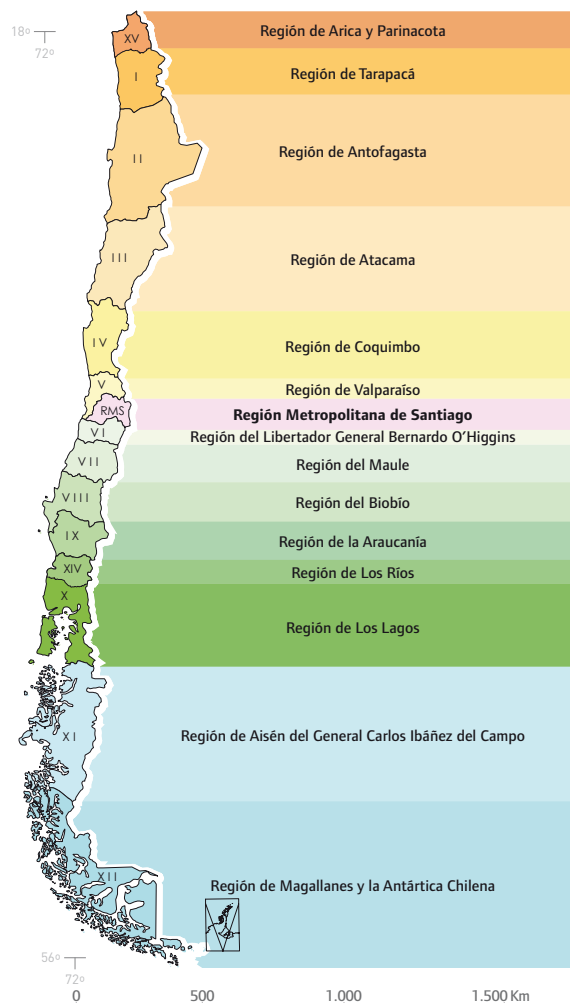 18º
72º
XV
Región de Arica y Parinacota
I
Región de Tarapacá
II
Región de Antofagasta
III
Región de Atacama
IV
Región de Coquimbo
V
Región de Valparaíso
RMS
Región Metropolitana de Santiago
VI
Región del Libertador General Bernardo O’Higgins
VII
Región del Maule
VIII
Región del Biobío
IX
Región de la Araucanía
XIV
Región de Los Ríos
X
Región de Los Lagos
XI
Región de Aisén del General Carlos Ibáñez del Campo
XII
Región de Magallanes y la Antártica Chilena
56º
72º
0 500 1.000 1.500 Km